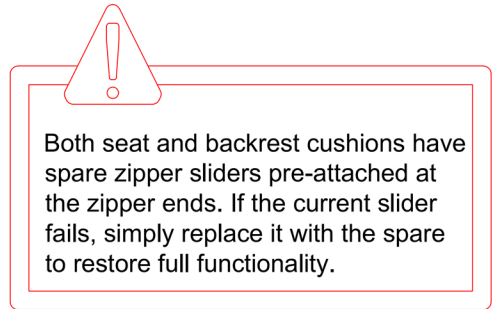 Both seat and backrest cushions have
spare zipper sliders pre-attached at
the zipper ends. If the current slider
fails, simply replace it with the spare
to restore full functionality.